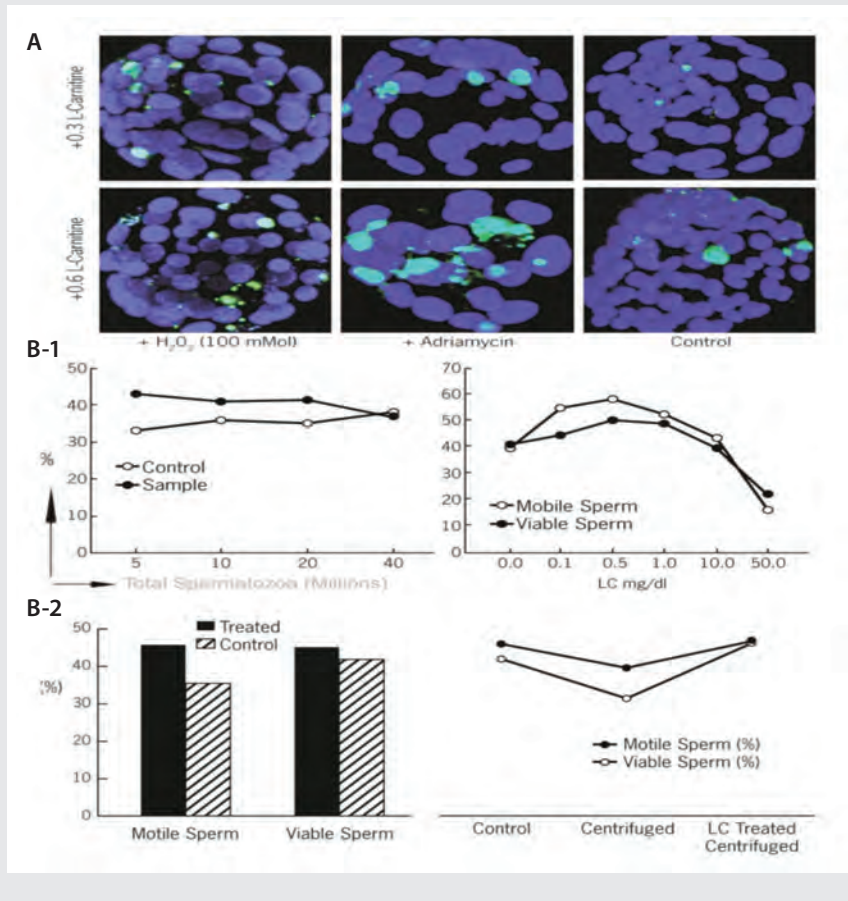 A
+0.3 L-Carnitine
+0.6 L-Carnitine
+ H2O2 (100 mMol)
+ Adriamycin
Control
B-1
50
40
30
20
10
0
%
Control
Sample
5
10
20
40
Total Spermatozoa (Millions)
70
60
50
40
30
20
10
0
Mobile Sperm
Viable Sperm
0.0
0.1
0.5
1.0
10.0
50.0
LC mg/dl
B-2
50
40
30
20
10
0
(%)
Treated
Control
Motile Sperm
Viable Sperm
Motile Sperm (%)
Viable Sperm (%)
Control
Centrifuged
LC Treated
Centrifuged